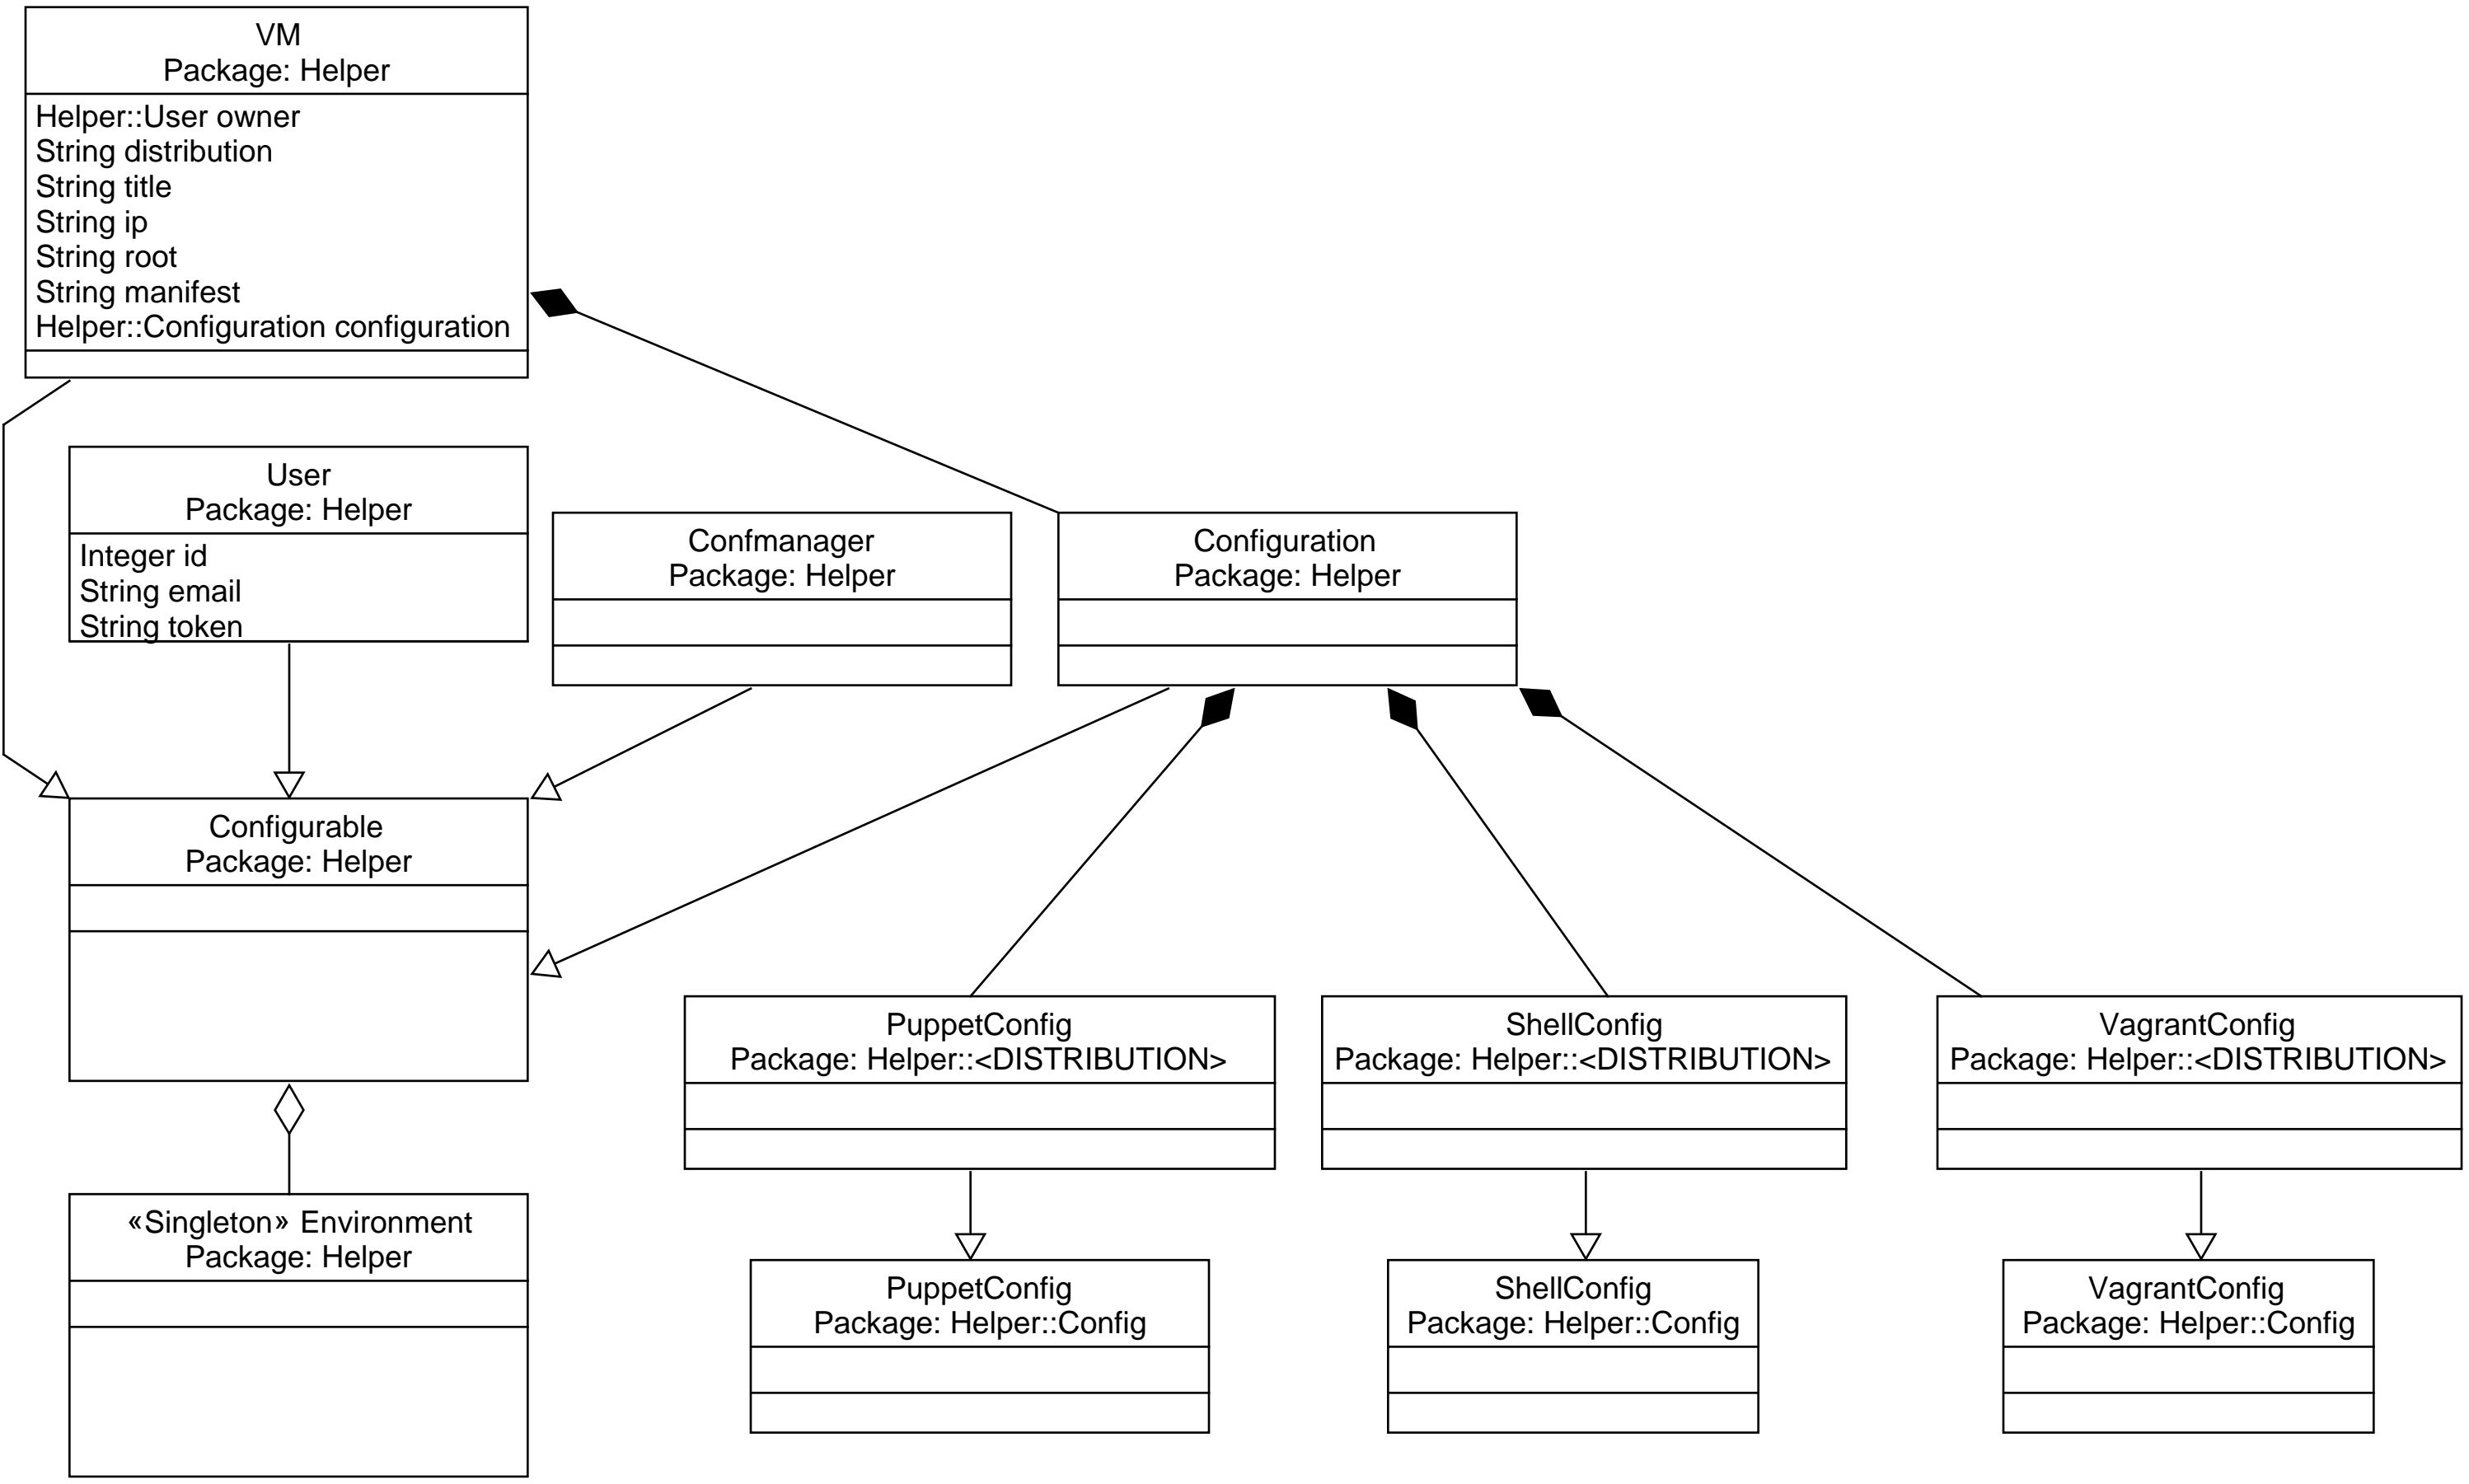 VM
Package: Helper
Helper::User owner
String distribution
String title
String ip
String root
String manifest
Helper::Configuration configuration
User
Package: Helper
Integer id
String email
String token
Confmanager
Package: Helper
Configuration
Package: Helper
Configurable
Package: Helper
PuppetConfig
Package: Helper::<DISTRIBUTION>
ShellConfig
Package: Helper::<DISTRIBUTION>
VagrantConfig
Package: Helper::<DISTRIBUTION>
«Singleton» Environment
Package: Helper
PuppetConfig
Package: Helper::Config
ShellConfig
Package: Helper::Config
VagrantConfig
Package: Helper::Config